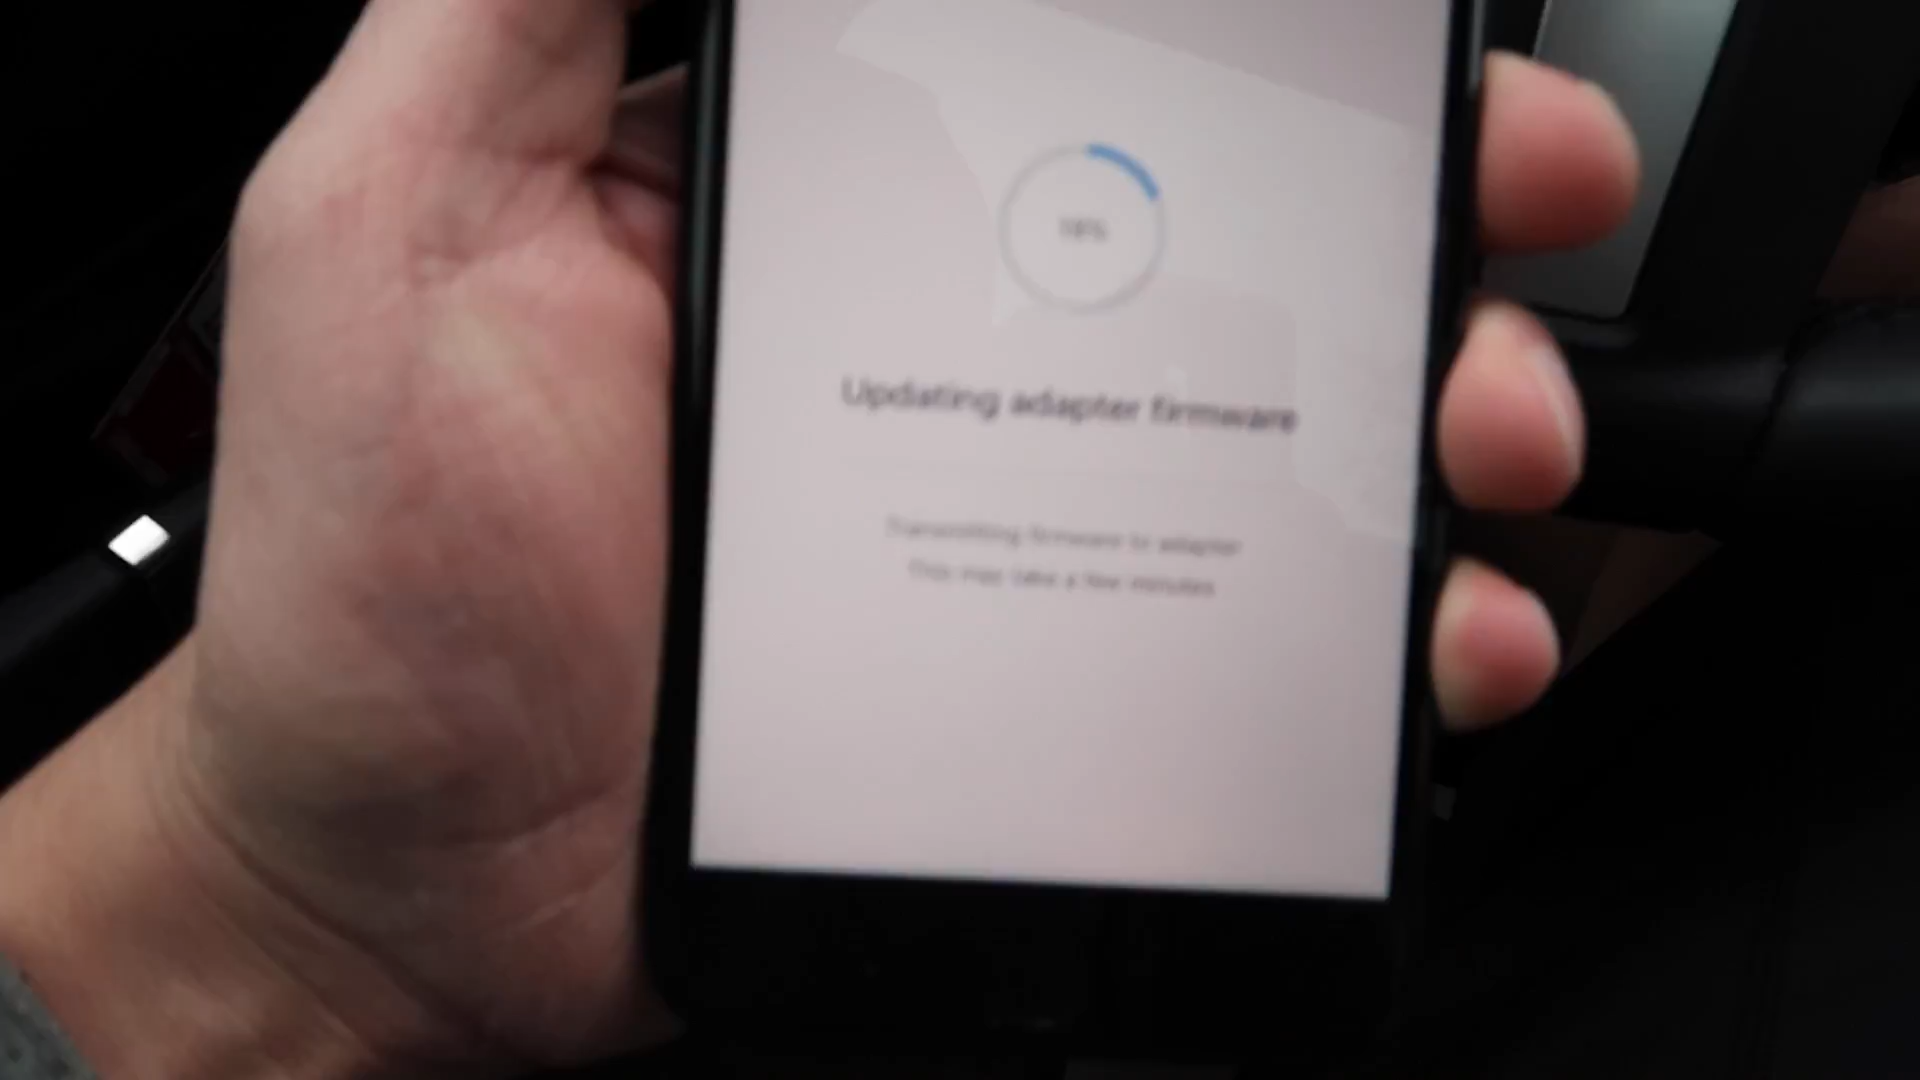 Updating adapter firmware
Transmitting firmware to adapter
This may take a few minutes